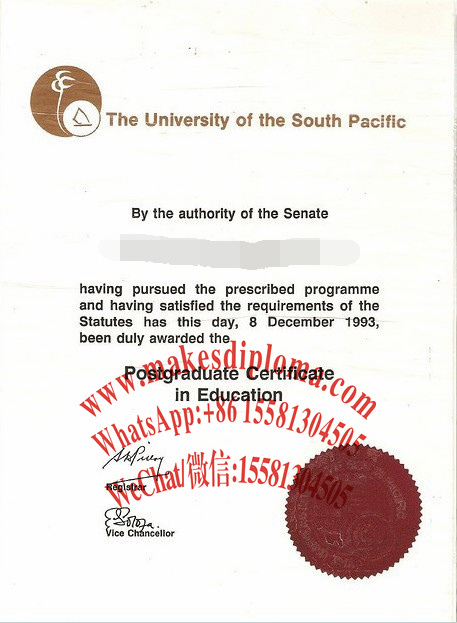 The University of the South Pacific
By the authority of the Senate
having pursued the prescribed programme
and having satisfied the requirements of the
Statutes has this day, 8 December 1993,
been duly awarded the
www.makesdiploma.com
Postgraduate Certificate
in Education
WhatsApp:+86 15581304505
WeChat/微信:15581304505
Registrar
Vice Chancellor